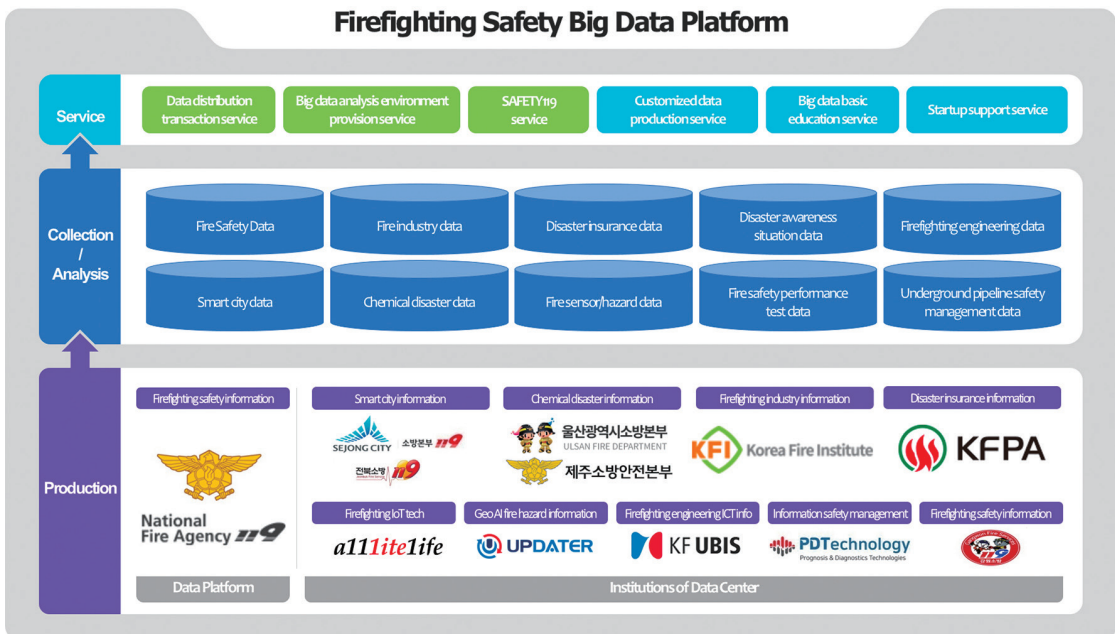 Firefighting Safety Big Data Platform
Service
Data distribution
transaction service
Big data analysis environment
provision service
SAFETY119
service
Customized data
production service
Big data basic
education service
Startup support service
Collection
/
Analysis
Fire Safety Data
Fire industry data
Disaster insurance data
Disaster awareness
situation data
Firefighting engineering data
Smart city data
Chemical disaster data
Fire sensor/hazard data
Fire safety performance
test data
Underground pipeline safety
management data
Production
Firefighting safety information
National
Fire Agency 119
Data Platform
Smart city information
SEJONG CITY
소방본부 119
전북소방 119
Chemical disaster information
울산광역시소방본부
ULSAN FIRE DEPARTMENT
제주소방안전본부
Firefighting industry information
KFI Korea Fire Institute
Disaster insurance information
KFPA
Firefighting IoT tech
a111ite1ife
Geo AI fire hazard information
UPDATER
Firefighting engineering ICT info
KF UBIS
Information safety management
PDTechnology
Prognosis & Diagnostics Technologies
Firefighting safety information
119
Institutions of Data Center